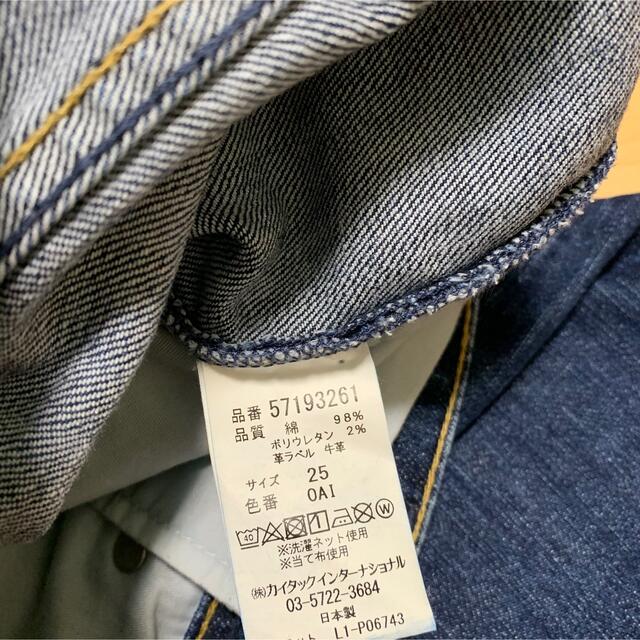 品番 57193261
品質 綿 98%
ポリウレタン 2%
革ラベル 牛革
サイズ 25
色番 0AI
40
※洗濯ネット使用
※当て布使用
㈱カイタックインターナショナル
03-5722-3684
日本製
ット L1-P06743